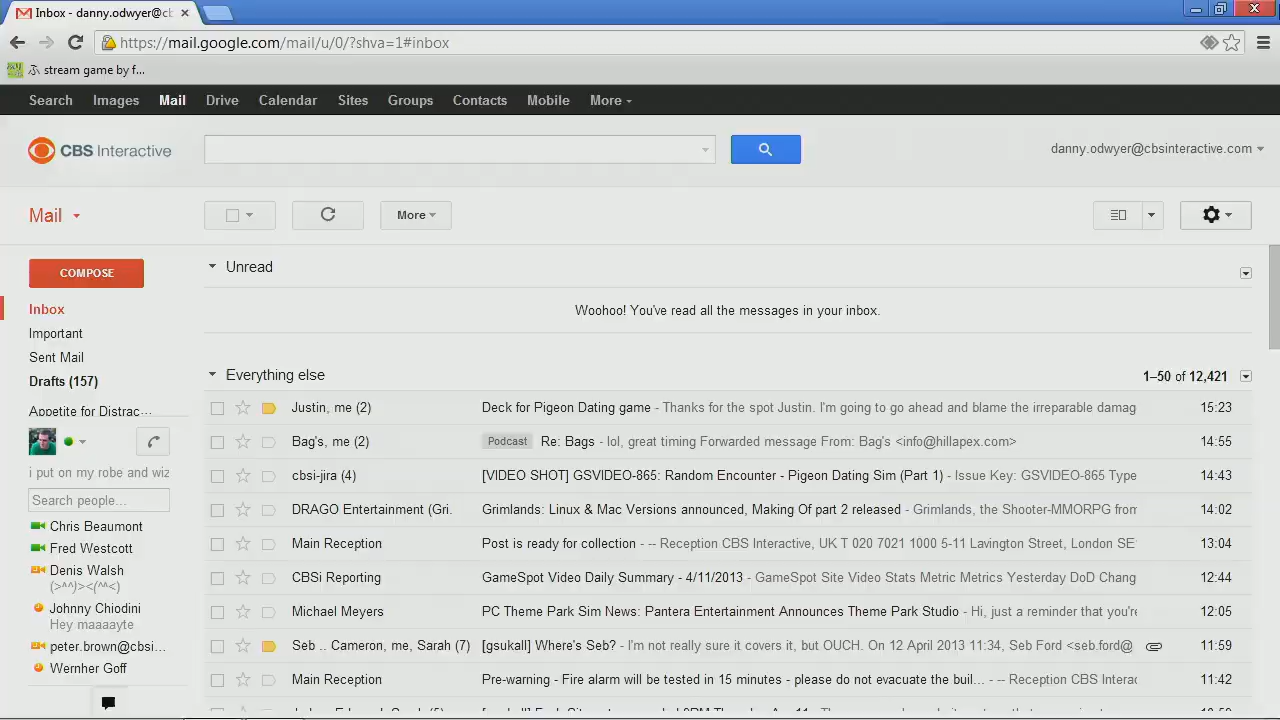 Inbox - danny.odwyer@cb
https://mail.google.com/mail/u/0/?shva=1#inbox
ふ stream game by f...
Search Images Mail Drive Calendar Sites Groups Contacts Mobile More
CBS Interactive
danny.odwyer@cbsinteractive.com
Mail
More
COMPOSE
Unread
Woohoo! You've read all the messages in your inbox.
Inbox
Important
Sent Mail
Drafts (157)
Appetite for Distrac...
i put on my robe and wiz
Search people...
Chris Beaumont
Fred Westcott
Denis Walsh
(>^^)><(^^<)
Johnny Chiodini
Hey maaaayte
peter.brown@cbsi...
Wernher Goff
Everything else 1–50 of 12,421
Justin, me (2) Deck for Pigeon Dating game - Thanks for the spot Justin. I'm going to go ahead and blame the irreparable damag 15:23
Bag's, me (2) Podcast Re: Bags - lol, great timing Forwarded message From: Bag's <info@hillapex.com> 14:55
cbsi-jira (4) [VIDEO SHOT] GSVIDEO-865: Random Encounter - Pigeon Dating Sim (Part 1) - Issue Key: GSVIDEO-865 Type 14:43
DRAGO Entertainment (Gri. Grimlands: Linux & Mac Versions announced, Making Of part 2 released - Grimlands, the Shooter-MMORPG from 14:02
Main Reception Post is ready for collection - -- Reception CBS Interactive, UK T 020 7021 1000 5-11 Lavington Street, London SE 13:04
CBSi Reporting GameSpot Video Daily Summary - 4/11/2013 - GameSpot Site Video Stats Metric Metrics Yesterday DoD Chang 12:44
Michael Meyers PC Theme Park Sim News: Pantera Entertainment Announces Theme Park Studio - Hi, just a reminder that you're 12:05
Seb .. Cameron, me, Sarah (7) [gsukall] Where's Seb? - I'm not really sure it covers it, but OUCH. On 12 April 2013 11:34, Seb Ford <seb.ford@ 11:59
Main Reception Pre-warning - Fire alarm will be tested in 15 minutes - please do not evacuate the buil... - -- Reception CBS Interac 11:42